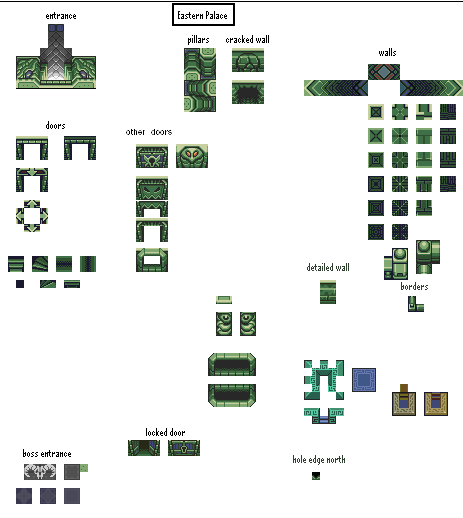 Eastern Palace
entrance
pillars
cracked wall
walls
doors
other doors
detailed wall
borders
locked door
boss entrance
hole edge north